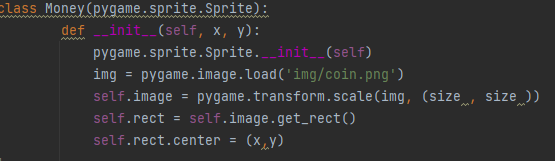 class Money(pygame.sprite.Sprite):
def __init__(self, x, y):
pygame.sprite.Sprite.__init__(self)
img = pygame.image.load('img/coin.png')
self.image = pygame.transform.scale(img, (size , size ))
self.rect = self.image.get_rect()
self.rect.center = (x,y)